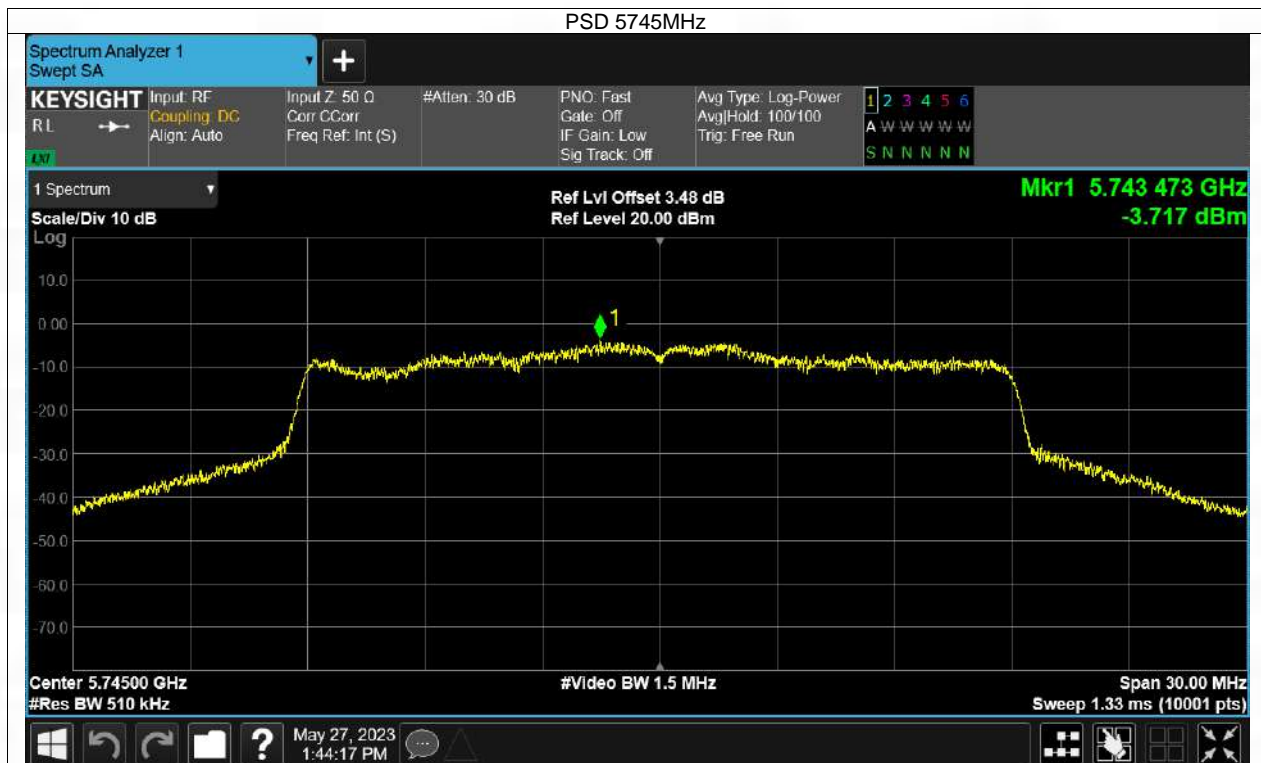 PSD 5745MHz
Spectrum Analyzer 1
Swept SA
+
KEYSIGHT
RL
LXI
Input: RF
Coupling: DC
Align: Auto
Input Z: 50 Ω
Corr CCorr
Freq Ref: Int (S)
#Atten: 30 dB
PNO: Fast
Gate: Off
IF Gain: Low
Sig Track: Off
Avg Type: Log-Power
Avg|Hold: 100/100
Trig: Free Run
1 2 3 4 5 6
A W W W W W
S N N N N N
1 Spectrum
Scale/Div 10 dB
Log
Ref Lvl Offset 3.48 dB
Ref Level 20.00 dBm
Mkr1 5.743 473 GHz
-3.717 dBm
10.0
0.00
-10.0
-20.0
-30.0
-40.0
-50.0
-60.0
-70.0
1
Center 5.74500 GHz
#Res BW 510 kHz
#Video BW 1.5 MHz
Span 30.00 MHz
Sweep 1.33 ms (10001 pts)
?
May 27, 2023
1:44:17 PM